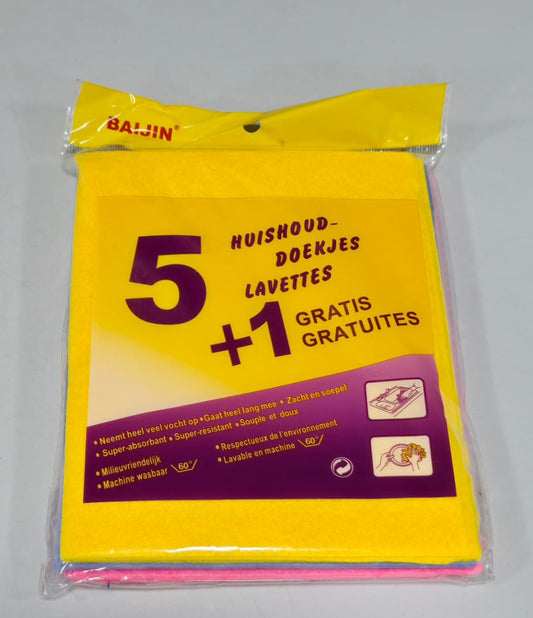 BAIJIN®
5 HUISHOUD-
DOEKJES
LAVETTES
+1 GRATIS
GRATUITES
• Neemt heel veel vocht op • Gaat heel lang mee • Zacht en soepel
• Super-absorbant • Super-résistant • Souple et doux
• Milieuvriendelijk
• Machine wasbaar 60°
• Respectueux de l'environnement
• Lavable en machine 60°